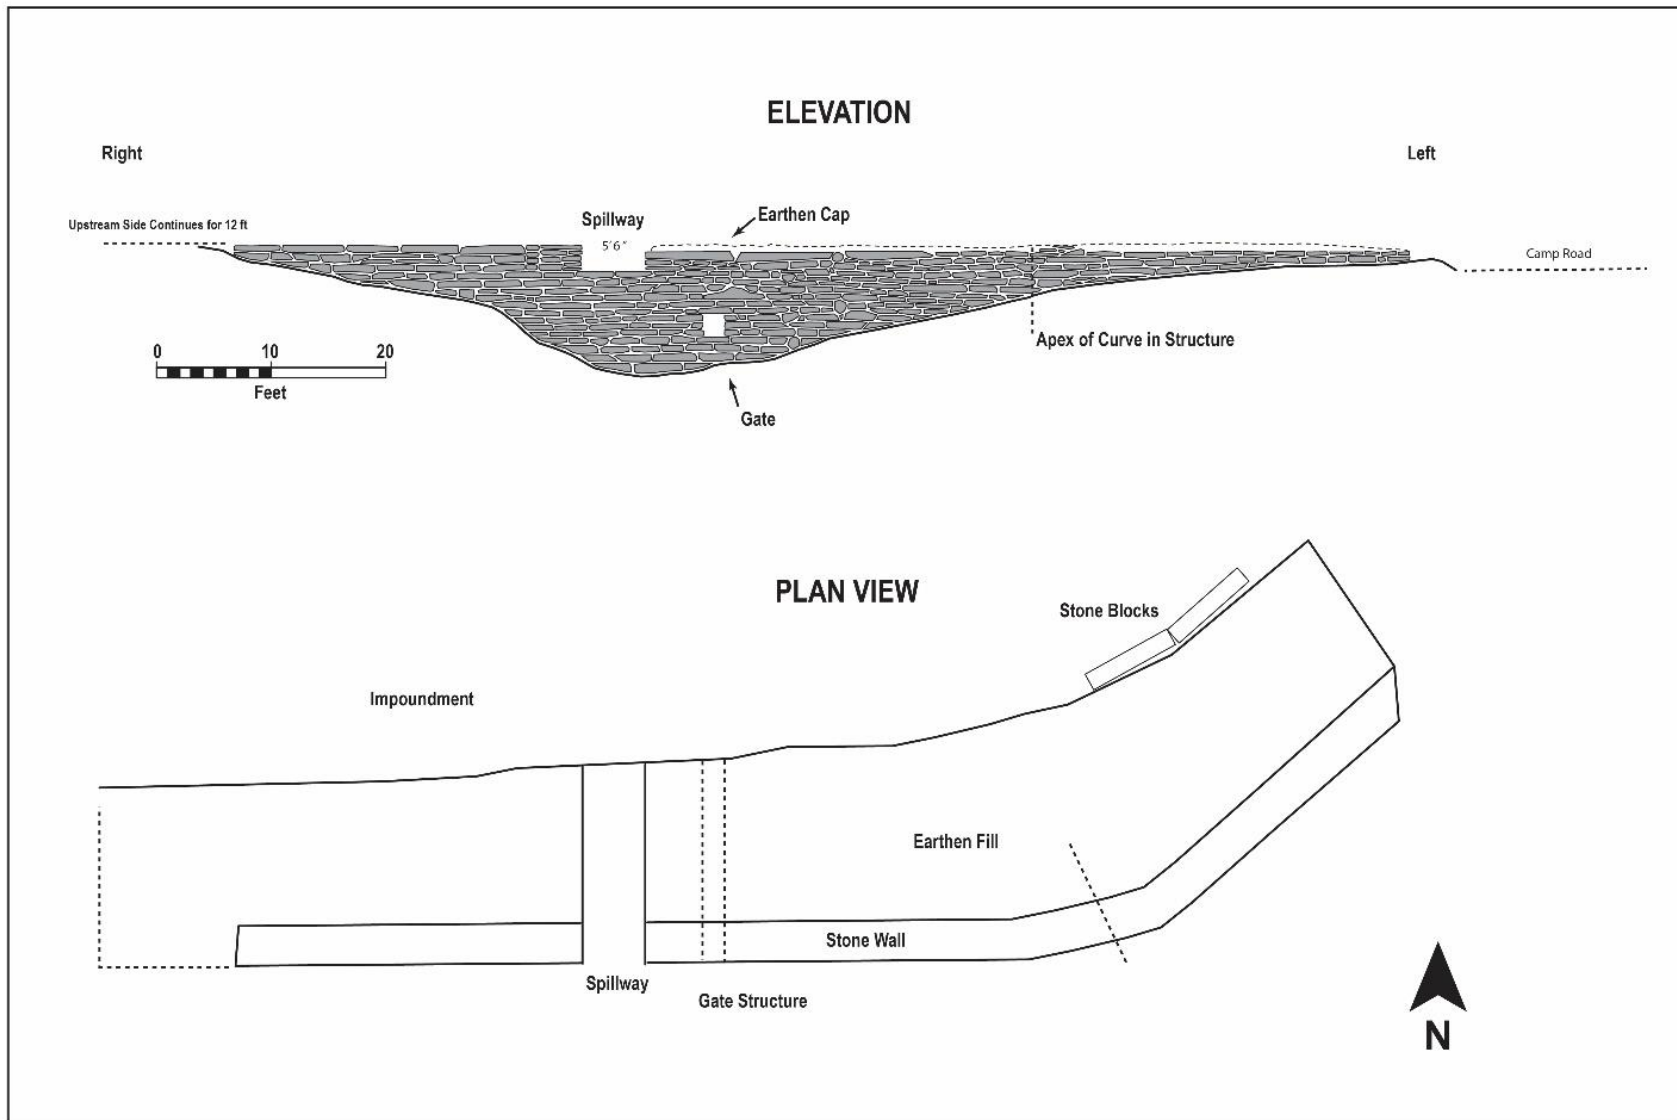 ELEVATION
Right
Left
Upstream Side Continues for 12 ft
Spillway
5'6"
Earthen Cap
Camp Road
0 10 20
Feet
Apex of Curve in Structure
Gate
PLAN VIEW
Stone Blocks
Impoundment
Earthen Fill
Stone Wall
Spillway
Gate Structure
N